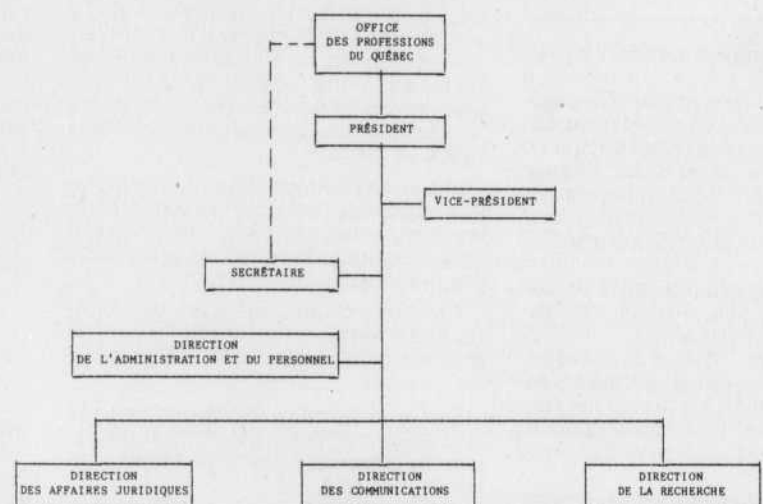 OFFICE
DES PROFESSIONS
DU QUÉBEC
PRÉSIDENT
VICE-PRÉSIDENT
SECRÉTAIRE
DIRECTION
DE L'ADMINISTRATION ET DU PERSONNEL
DIRECTION
DES AFFAIRES JURIDIQUES
DIRECTION
DES COMMUNICATIONS
DIRECTION
DE LA RECHERCHE